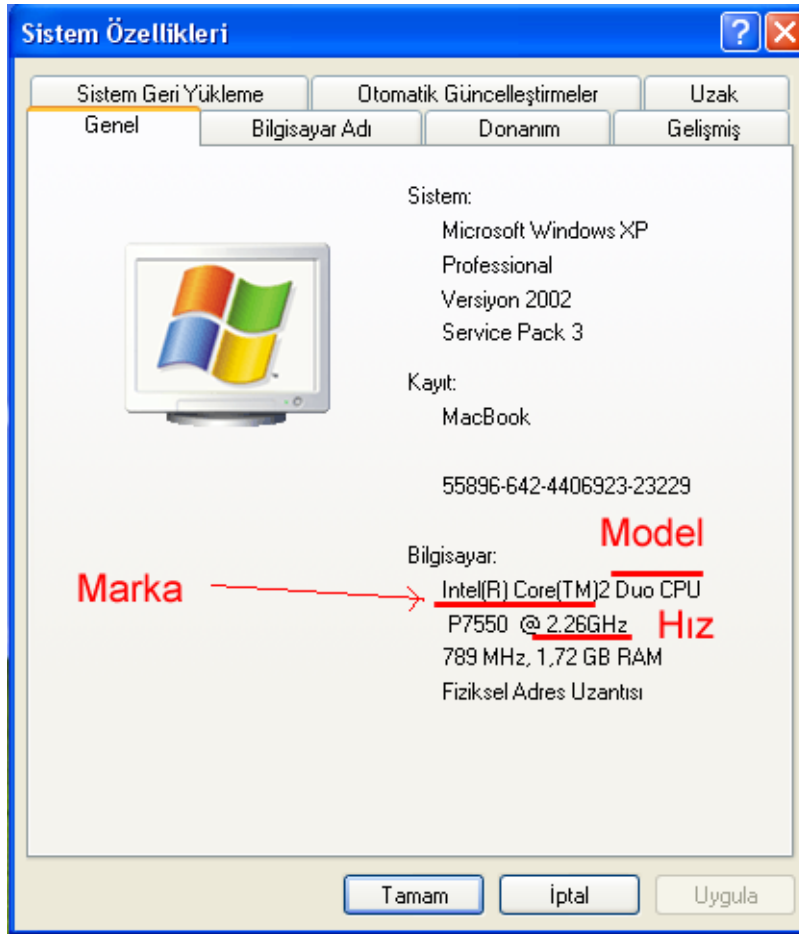 Sistem Özellikleri
Sistem Geri Yükleme Otomatik Güncelleştirmeler Uzak
Genel Bilgisayar Adı Donanım Gelişmiş
Sistem:
Microsoft Windows XP
Professional
Versiyon 2002
Service Pack 3
Kayıt:
MacBook
55896-642-4406923-23229
Model
Bilgisayar:
Marka
Intel(R) Core(TM)2 Duo CPU
P7550 @ 2.26GHz
Hız
789 MHz, 1,72 GB RAM
Fiziksel Adres Uzantısı
Tamam İptal Uygula